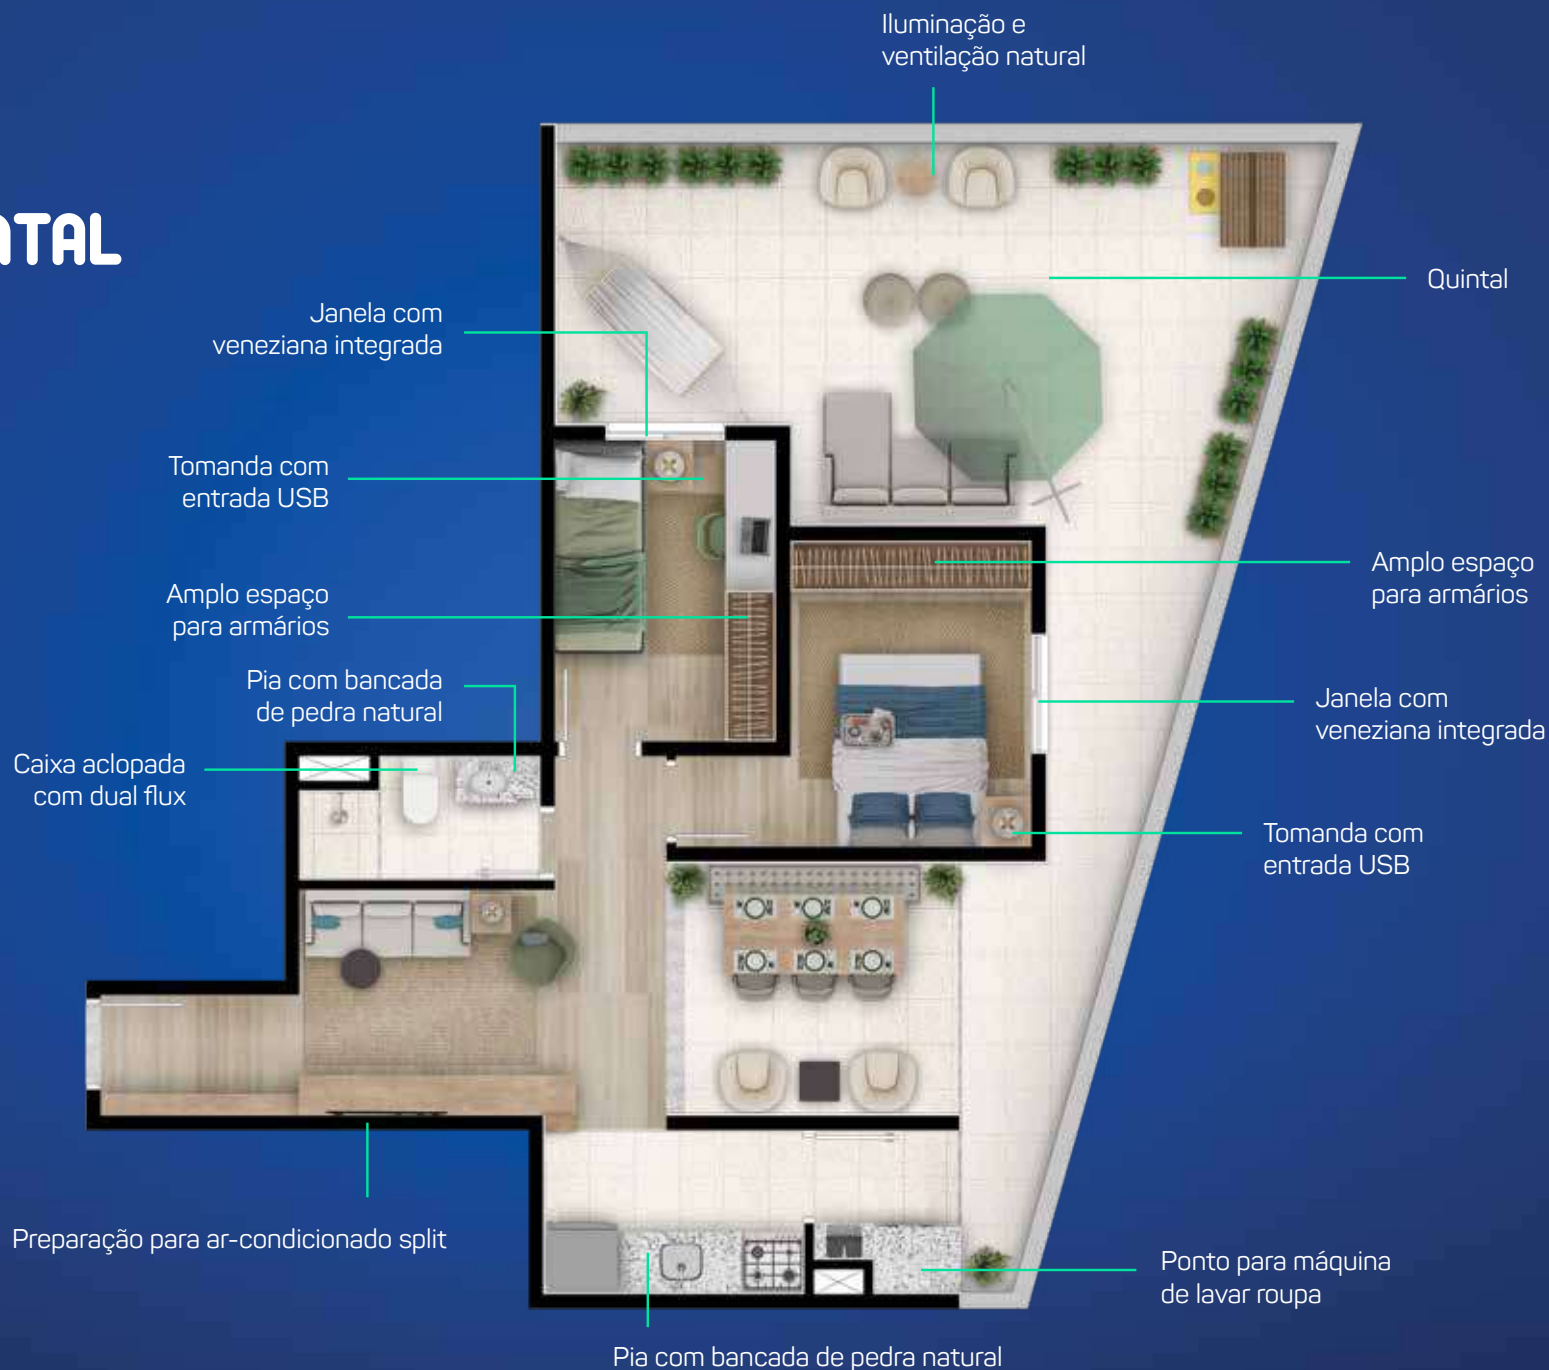 Iluminação e
ventilação natural
Quintal
Janela com
veneziana integrada
Tomanda com
entrada USB
Amplo espaço
para armários
Amplo espaço
para armários
Pia com bancada
de pedra natural
Janela com
veneziana integrada
Caixa aclopada
com dual flux
Tomanda com
entrada USB
Preparação para ar-condicionado split
Ponto para máquina
de lavar roupa
Pia com bancada de pedra natural